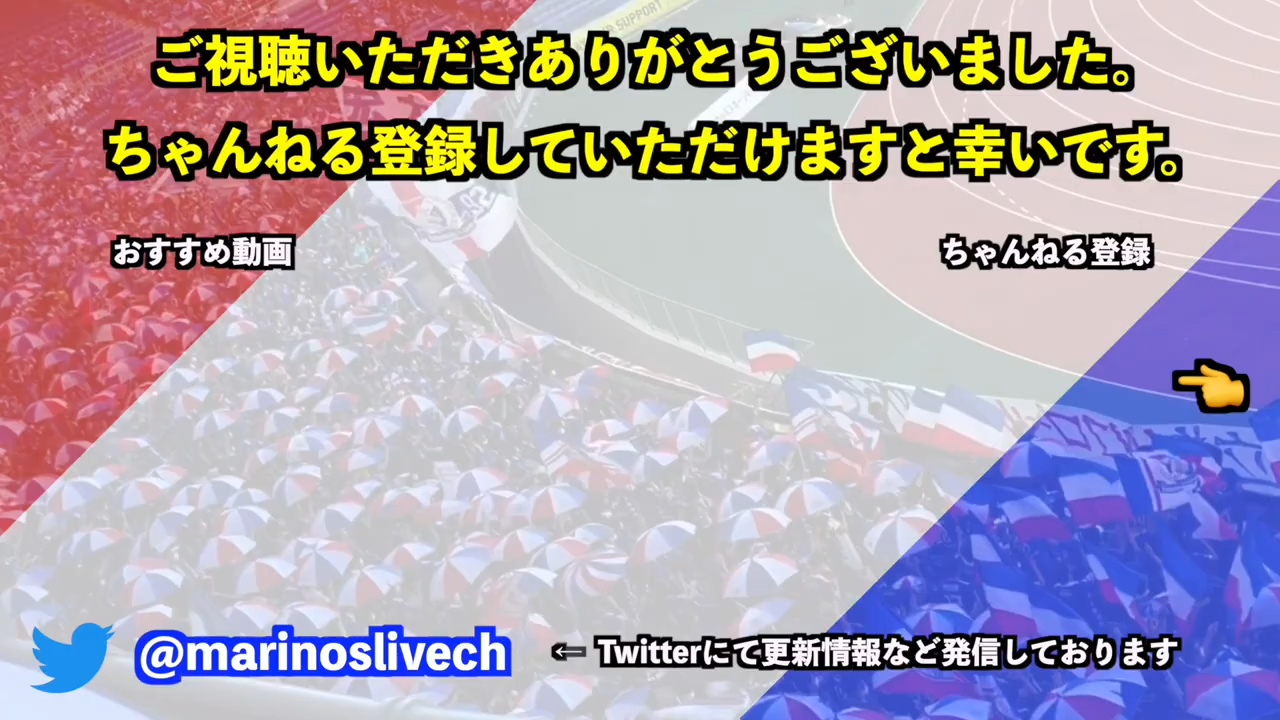 ご視聴いただきありがとうございました。
ちゃんねる登録していただけますと幸いです。
おすすめ動画
ちゃんねる登録
@marinoslivech
← Twitterにて更新情報など発信しております